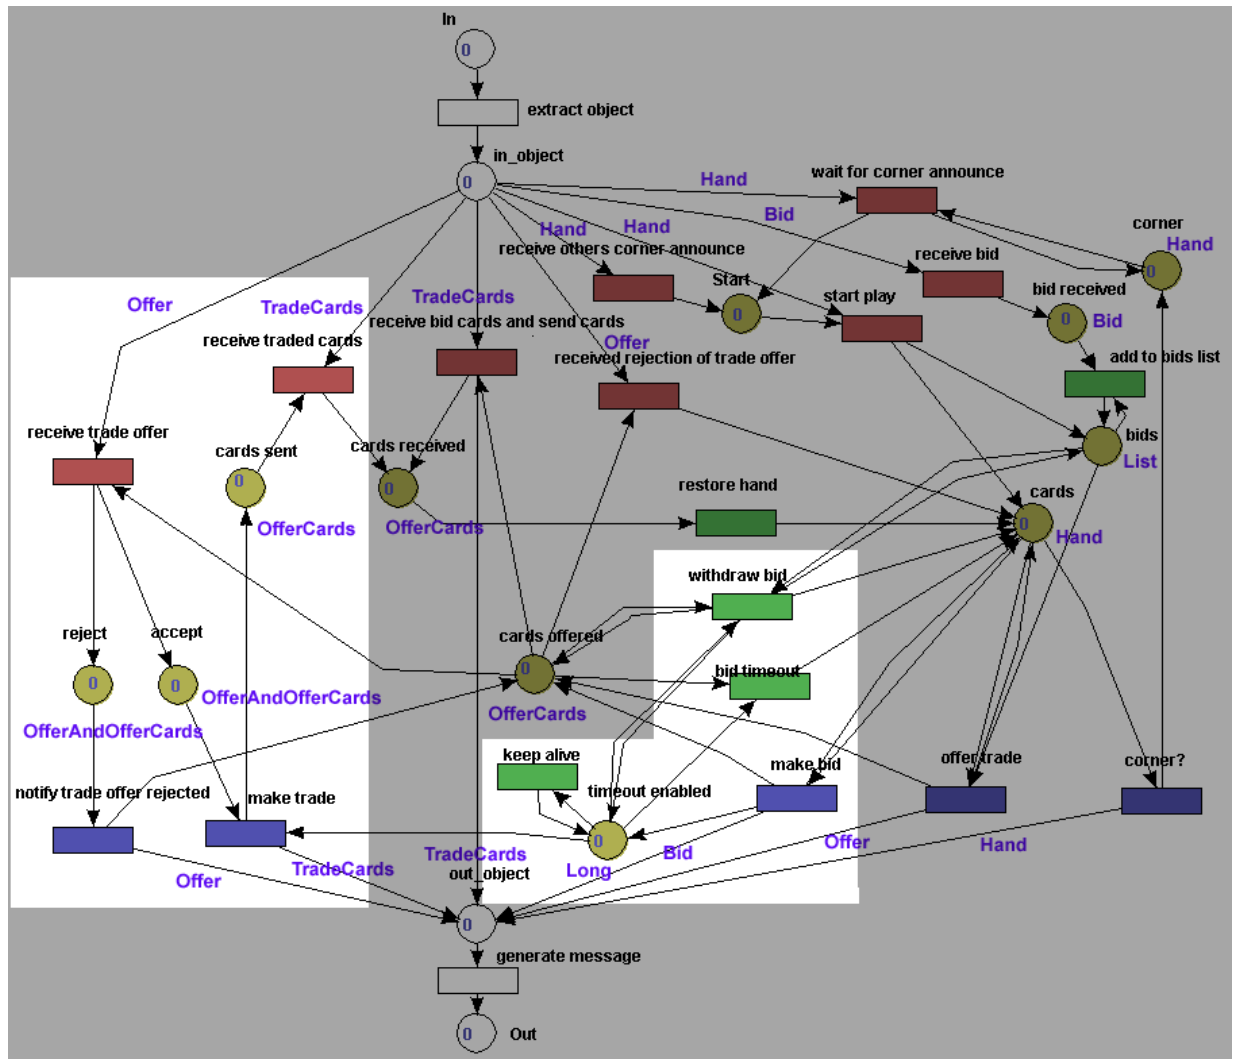 In
0
extract object
in_object
0
wait for corner announce
Hand
Bid
Hand
Hand
corner
Hand
0
receive others corner announce
receive bid
Start
0
start play
bid received
0
Bid
Offer
TradeCards
TradeCards
receive bid cards and send cards
receive traded cards
Offer
received rejection of trade offer
add to bids list
receive trade offer
cards sent
0
OfferCards
cards received
0
OfferCards
bids
List
restore hand
cards
0
Hand
withdraw bid
reject
0
accept
0
OfferAndOfferCards
OfferAndOfferCards
cards offered
0
OfferCards
bid timeout
keep alive
timeout enabled
0
Long
make bid
offer trade
corner?
notify trade offer rejected
make trade
TradeCards
Offer
TradeCards
Bid
Offer
Hand
out_object
0
generate message
0
Out